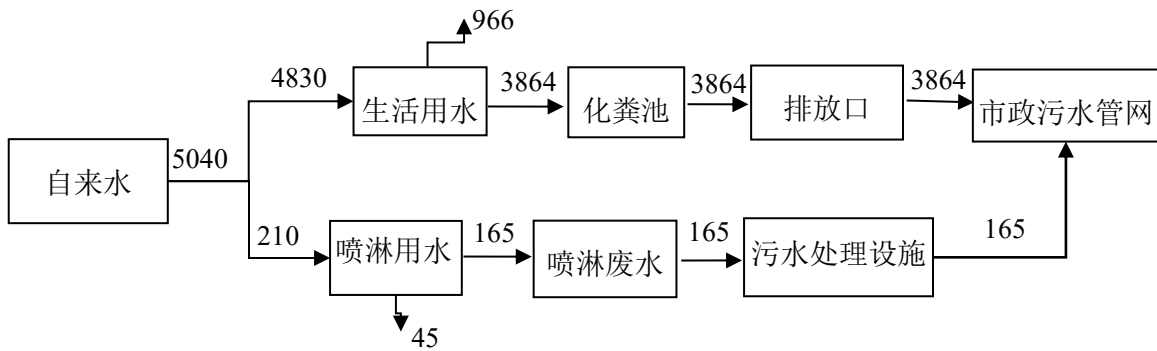 966
4830
3864
3864
3864
生活用水
化粪池
排放口
市政污水管网
5040
自来水
210
165
165
165
喷淋用水
喷淋废水
污水处理设施
45